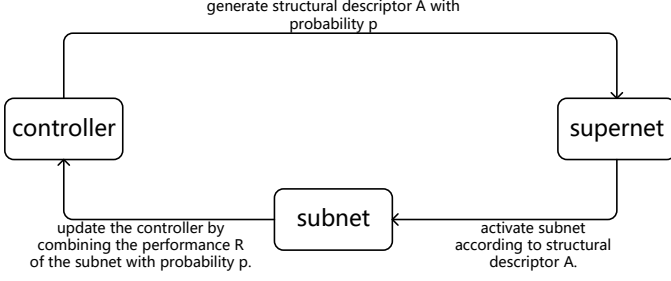 generate structural descriptor A with
probability p
controller
supernet
subnet
update the controller by
combining the performance R
of the subnet with probability p.
activate subnet
according to structural
descriptor A.